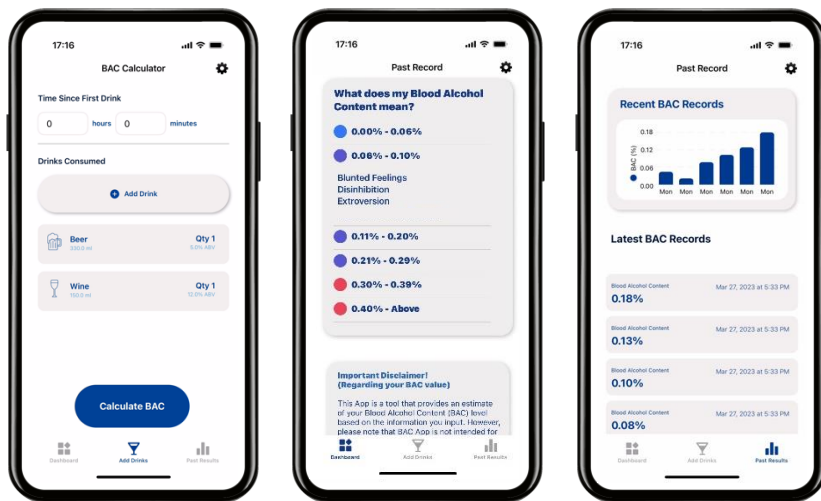 17:16
BAC Calculator
Time Since First Drink
0 hours 0 minutes
Drinks Consumed
Add Drink
Beer Qty 1
330.0 ml 5.0% ABV
Wine Qty 1
150.0 ml 12.0% ABV
Calculate BAC
Dashboard Add Drinks Past Results
17:16
Past Record
What does my Blood Alcohol
Content mean?
0.00% - 0.06%
0.06% - 0.10%
Blunted Feelings
Disinhibition
Extroversion
0.11% - 0.20%
0.21% - 0.29%
0.30% - 0.39%
0.40% - Above
Important Disclaimer!
(Regarding your BAC value)
This App is a tool that provides an estimate
of your Blood Alcohol Content (BAC) level
based on the information you input. However,
please note that BAC App is not intended for
Dashboard Add Drinks Past Results
17:16
Past Record
Recent BAC Records
BAC (%)
0.18
0.12
0.06
0.00
Mon Mon Mon Mon Mon Mon
Latest BAC Records
Blood Alcohol Content Mar 27, 2023 at 5:33 PM
0.18%
Blood Alcohol Content Mar 27, 2023 at 5:33 PM
0.13%
Blood Alcohol Content Mar 27, 2023 at 5:33 PM
0.10%
Blood Alcohol Content Mar 27, 2023 at 5:33 PM
0.08%
Dashboard Add Drinks Past Results